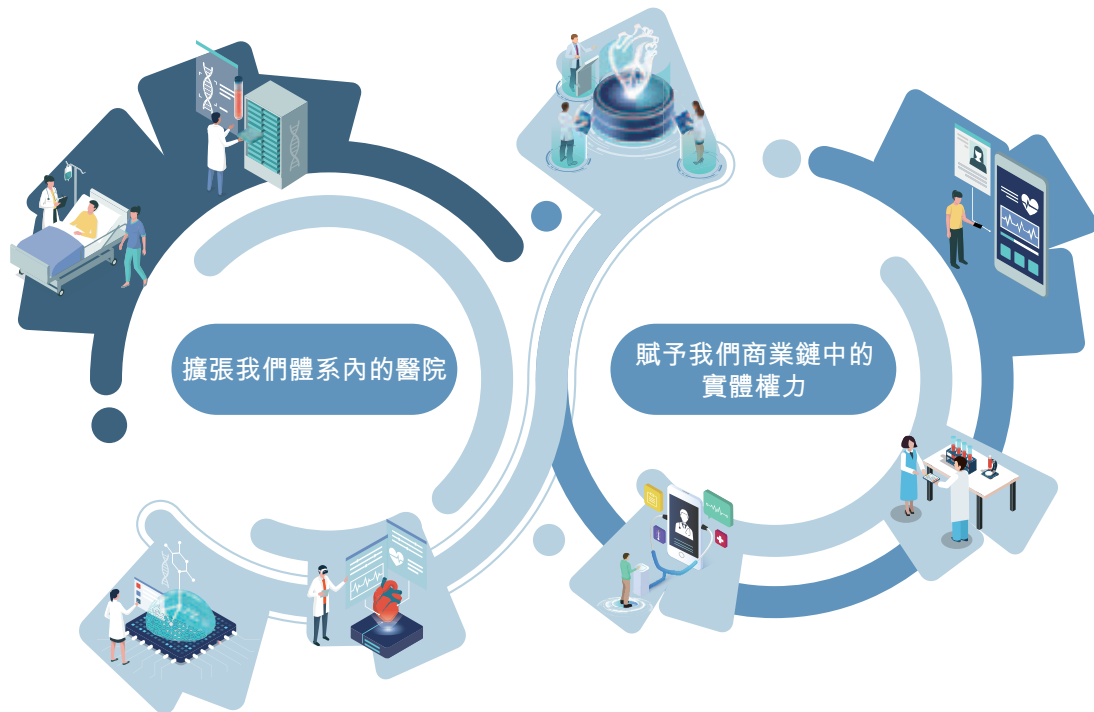 擴張我們體系內的醫院
賦予我們商業鏈中的
實體權力